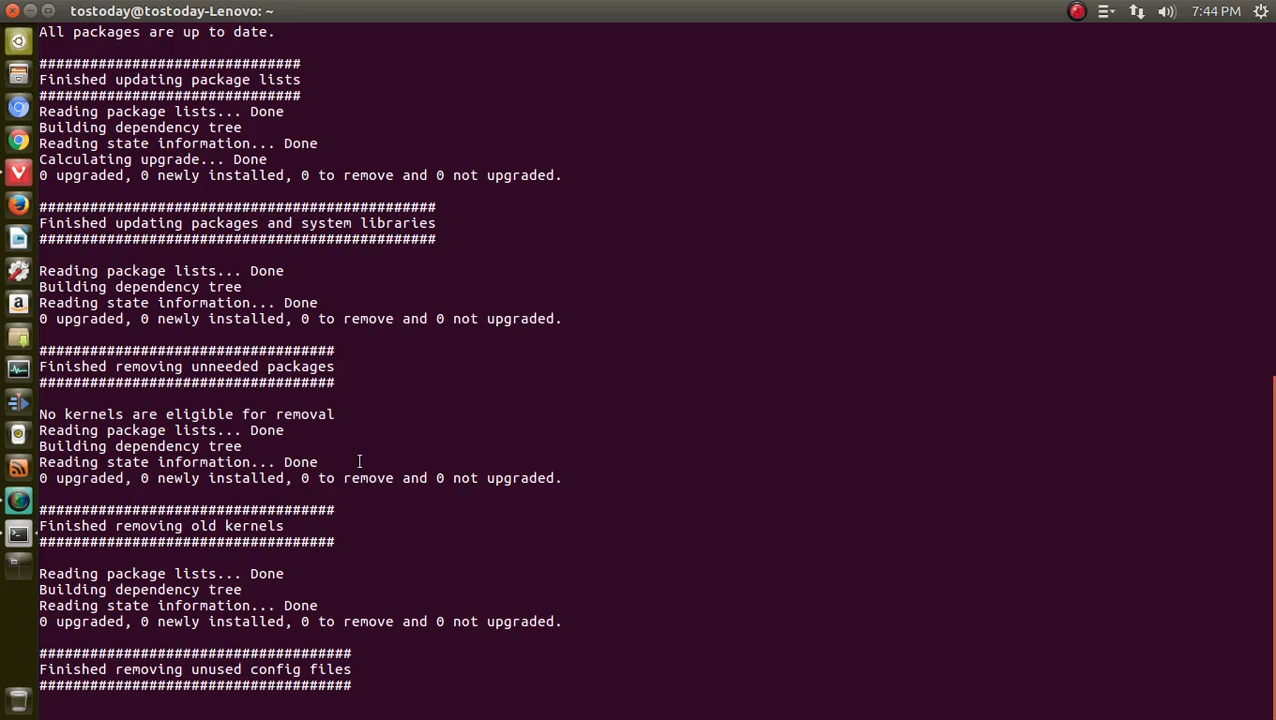 tostoday@tostoday-Lenovo: ~
7:44 PM
All packages are up to date.
###############################
Finished updating package lists
###############################
Reading package lists... Done
Building dependency tree
Reading state information... Done
Calculating upgrade... Done
0 upgraded, 0 newly installed, 0 to remove and 0 not upgraded.
###############################################
Finished updating packages and system libraries
###############################################
Reading package lists... Done
Building dependency tree
Reading state information... Done
0 upgraded, 0 newly installed, 0 to remove and 0 not upgraded.
###################################
Finished removing unneeded packages
###################################
No kernels are eligible for removal
Reading package lists... Done
Building dependency tree
Reading state information... Done
0 upgraded, 0 newly installed, 0 to remove and 0 not upgraded.
###################################
Finished removing old kernels
###################################
Reading package lists... Done
Building dependency tree
Reading state information... Done
0 upgraded, 0 newly installed, 0 to remove and 0 not upgraded.
#####################################
Finished removing unused config files
#####################################